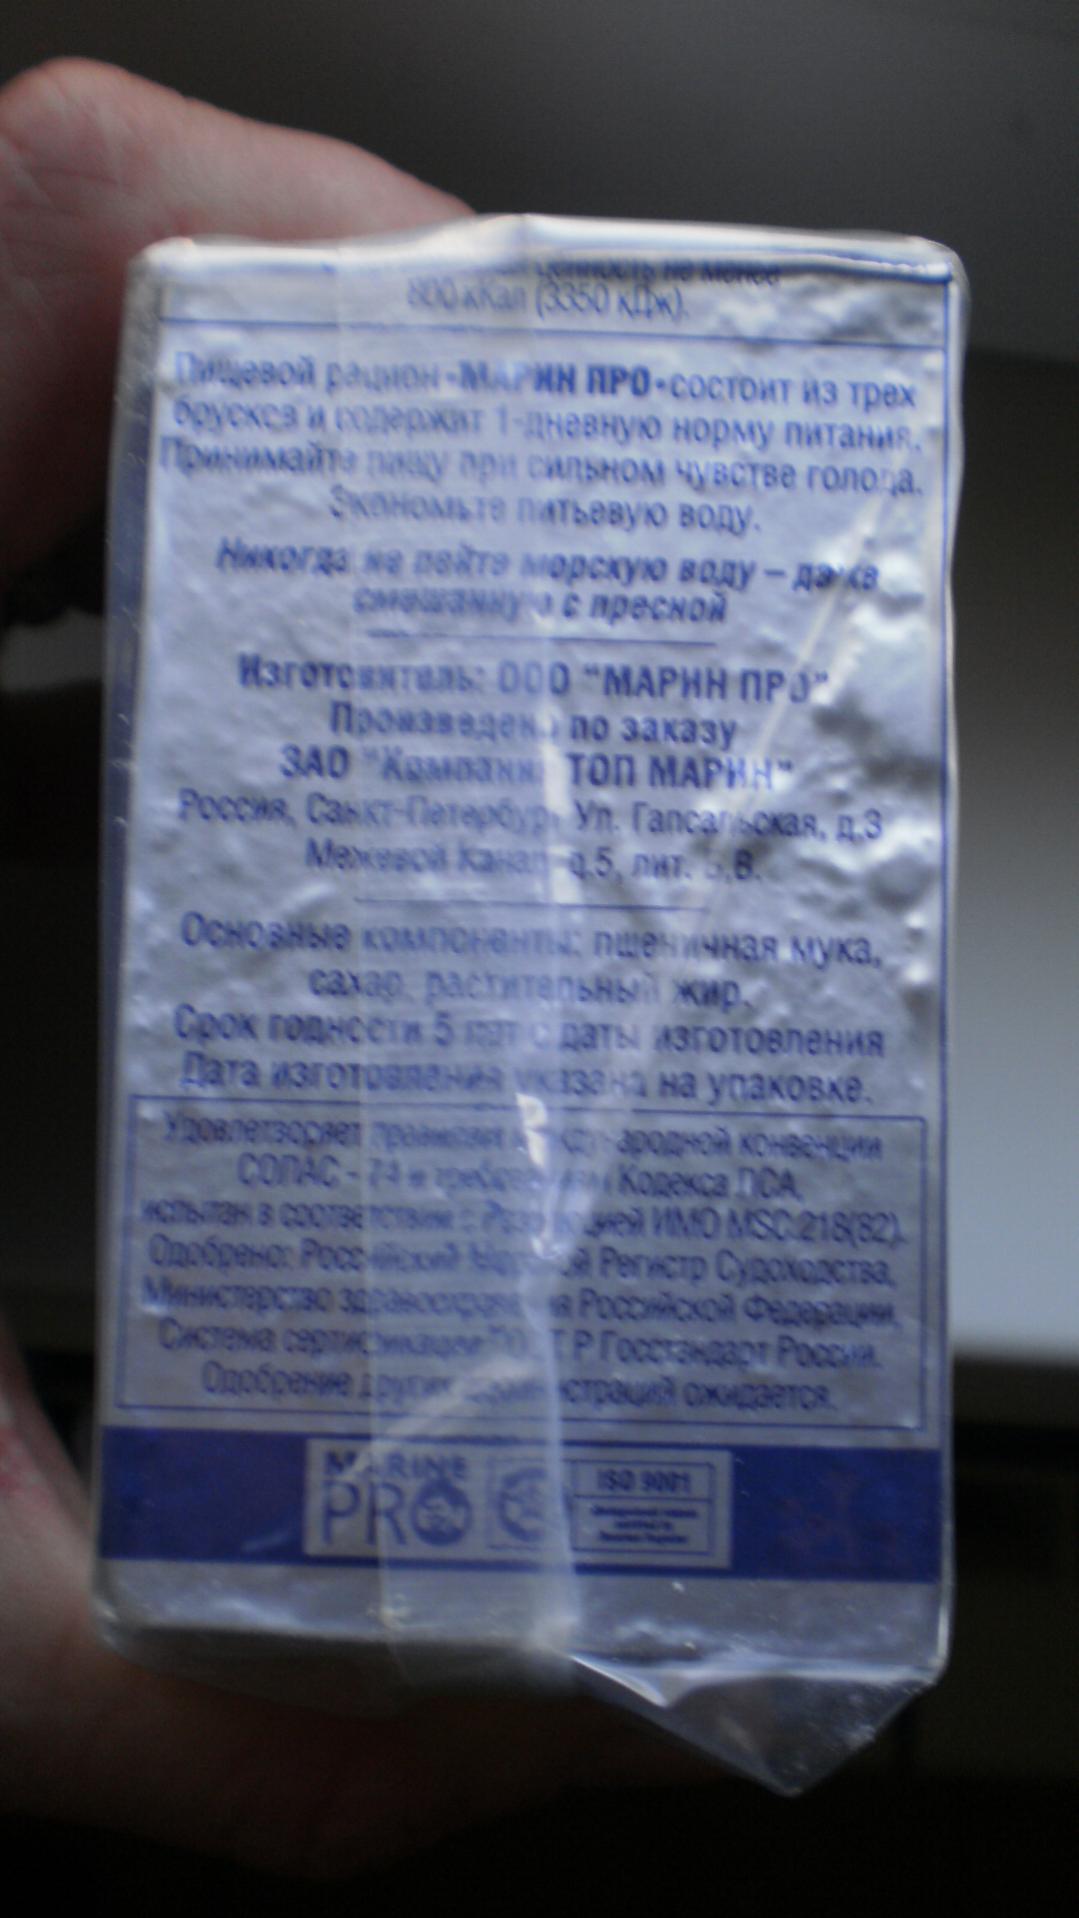 ценность не менее
800 кКал (3350 кДж).
Пищевой рацион «МАРИН ПРО» состоит из трех
брусков и содержит 1-дневную норму питания.
Принимайте пищу при сильном чувстве голода.
Экономьте питьевую воду.
Никогда не пейте морскую воду – даже
смешанную с пресной
Изготовитель: ООО "МАРИН ПРО"
Произведено по заказу
ЗАО "Компания ТОП МАРИН"
Россия, Санкт-Петербург Ул. Гапсальская, д.3
Межевой Канал д.5, лит. ,В.
Основные компоненты: пшеничная мука,
сахар, растительный жир.
Срок годности 5 лет с даты изготовления
Дата изготовления указана на упаковке.
Удовлетворяет правилам международной конвенции
СОЛАС - 74 и требованиям Кодекса ЛСА,
испытан в соответствии с Резолюцией ИМО MSC.218(82).
Одобрено: Российский Морской Регистр Судоходства,
Министерство здравоохранения Российской Федерации,
Система сертификации ГОСТ Р Госстандарт России.
Одобрение других администраций ожидается.
MARINE
PRO
ISO 9001